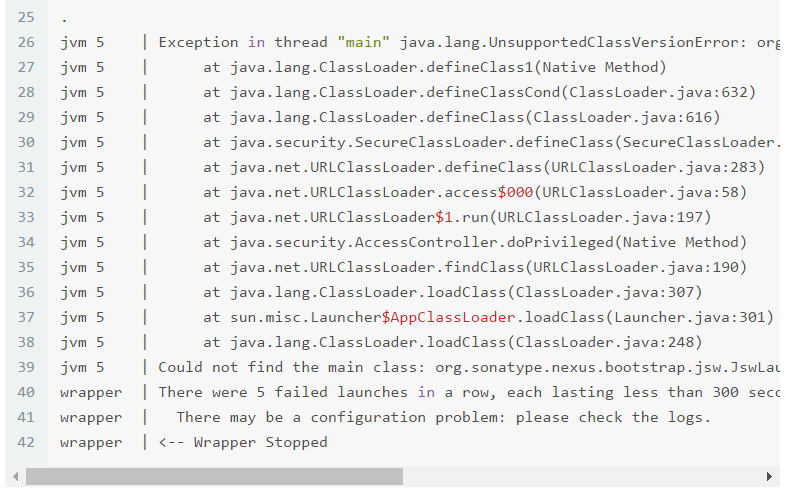 25 .
26 jvm 5    | Exception in thread "main" java.lang.UnsupportedClassVersionError: org
27 jvm 5    |      at java.lang.ClassLoader.defineClass1(Native Method)
28 jvm 5    |      at java.lang.ClassLoader.defineClassCond(ClassLoader.java:632)
29 jvm 5    |      at java.lang.ClassLoader.defineClass(ClassLoader.java:616)
30 jvm 5    |      at java.security.SecureClassLoader.defineClass(SecureClassLoader.
31 jvm 5    |      at java.net.URLClassLoader.defineClass(URLClassLoader.java:283)
32 jvm 5    |      at java.net.URLClassLoader.access$000(URLClassLoader.java:58)
33 jvm 5    |      at java.net.URLClassLoader$1.run(URLClassLoader.java:197)
34 jvm 5    |      at java.security.AccessController.doPrivileged(Native Method)
35 jvm 5    |      at java.net.URLClassLoader.findClass(URLClassLoader.java:190)
36 jvm 5    |      at java.lang.ClassLoader.loadClass(ClassLoader.java:307)
37 jvm 5    |      at sun.misc.Launcher$AppClassLoader.loadClass(Launcher.java:301)
38 jvm 5    |      at java.lang.ClassLoader.loadClass(ClassLoader.java:248)
39 jvm 5    | Could not find the main class: org.sonatype.nexus.bootstrap.jsw.JswLau
40 wrapper  | There were 5 failed launches in a row, each lasting less than 300 seco
41 wrapper  |   There may be a configuration problem: please check the logs.
42 wrapper  | <-- Wrapper Stopped